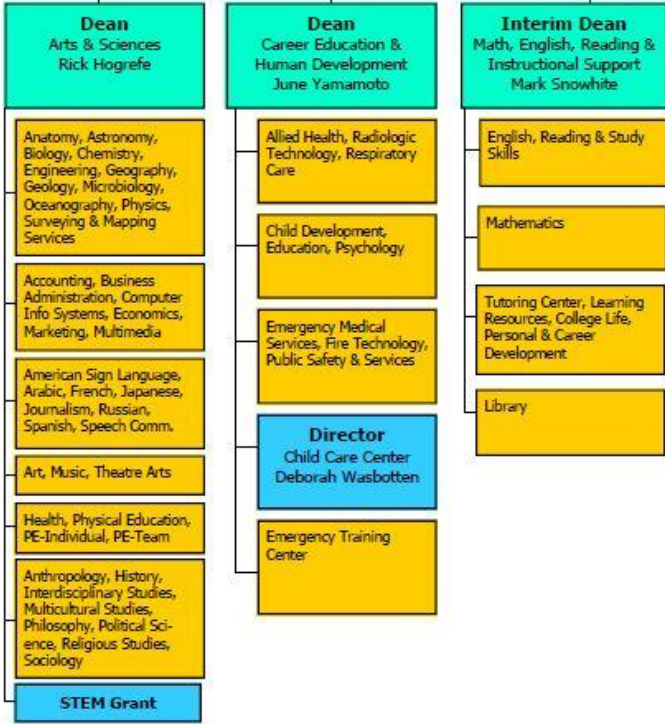 Dean
Arts & Sciences
Rick Hogrefe
Anatomy, Astronomy,
Biology, Chemistry,
Engineering, Geography,
Geology, Microbiology,
Oceanography, Physics,
Surveying & Mapping
Services
Accounting, Business
Administration, Computer
Info Systems, Economics,
Marketing, Multimedia
American Sign Language,
Arabic, French, Japanese,
Journalism, Russian,
Spanish, Speech Comm.
Art, Music, Theatre Arts
Health, Physical Education,
PE-Individual, PE-Team
Anthropology, History,
Interdisciplinary Studies,
Multicultural Studies,
Philosophy, Political Sci-
ence, Religious Studies,
Sociology
STEM Grant
Dean
Career Education &
Human Development
June Yamamoto
Allied Health, Radiologic
Technology, Respiratory
Care
Child Development,
Education, Psychology
Emergency Medical
Services, Fire Technology,
Public Safety & Services
Director
Child Care Center
Deborah Wasbotten
Emergency Training
Center
Interim Dean
Math, English, Reading &
Instructional Support
Mark Snowhite
English, Reading & Study
Skills
Mathematics
Tutoring Center, Learning
Resources, College Life,
Personal & Career
Development
Library